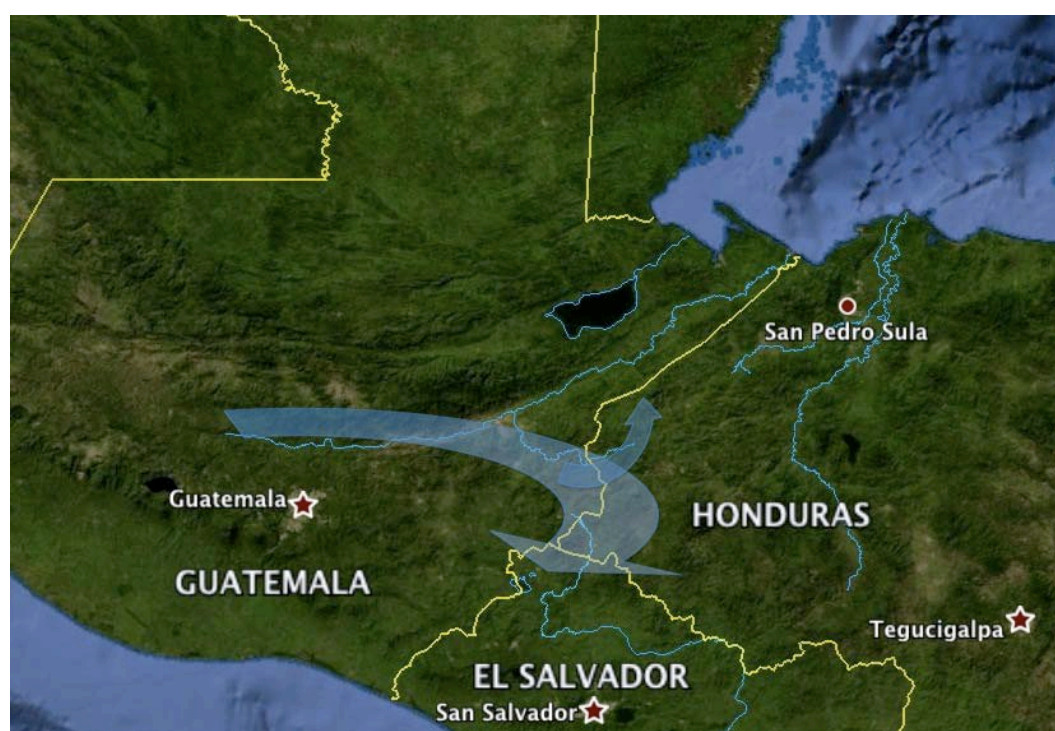 San Pedro Sula
Guatemala
HONDURAS
GUATEMALA
Tegucigalpa
EL SALVADOR
San Salvador